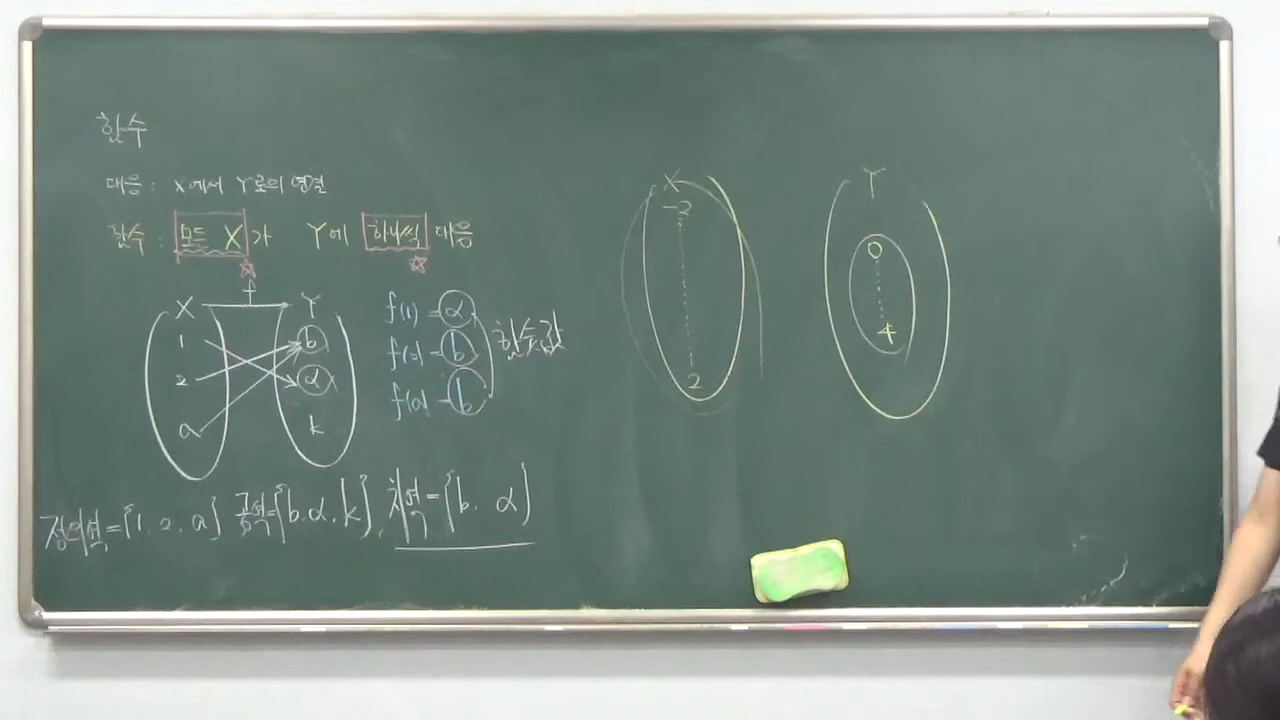 함수
대응 : X에서 Y로의 연결
함수 : 모든 X가 Y에 하나씩 대응
f
X Y
1 b
2 α
a k
f(1) = α
f(2) = b
f(a) = b
함숫값
정의역 = {1, 2, a} 공역 = {b, α, k}, 치역 = {b, α}
X
-2
2
Y
0
4